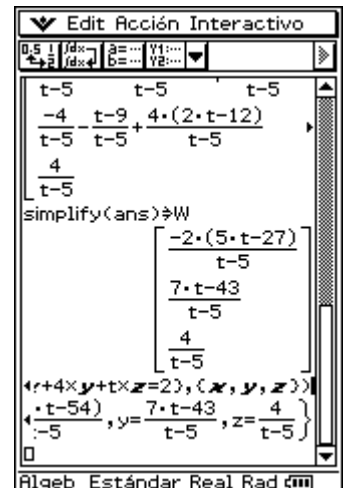 Edit Acción Interactivo
t-5 t-5 t-5
-4/t-5 - t-9/t-5 + 4·(2·t-12)/t-5
4/t-5
simplify(ans)⇒W
-2·(5·t-27)/t-5
7·t-43/t-5
4/t-5
+4×y+t×z=2},{x,y,z})
·t-54)/-5 ,y= 7·t-43/t-5 ,z= 4/t-5 }
Algeb Estándar Real Rad